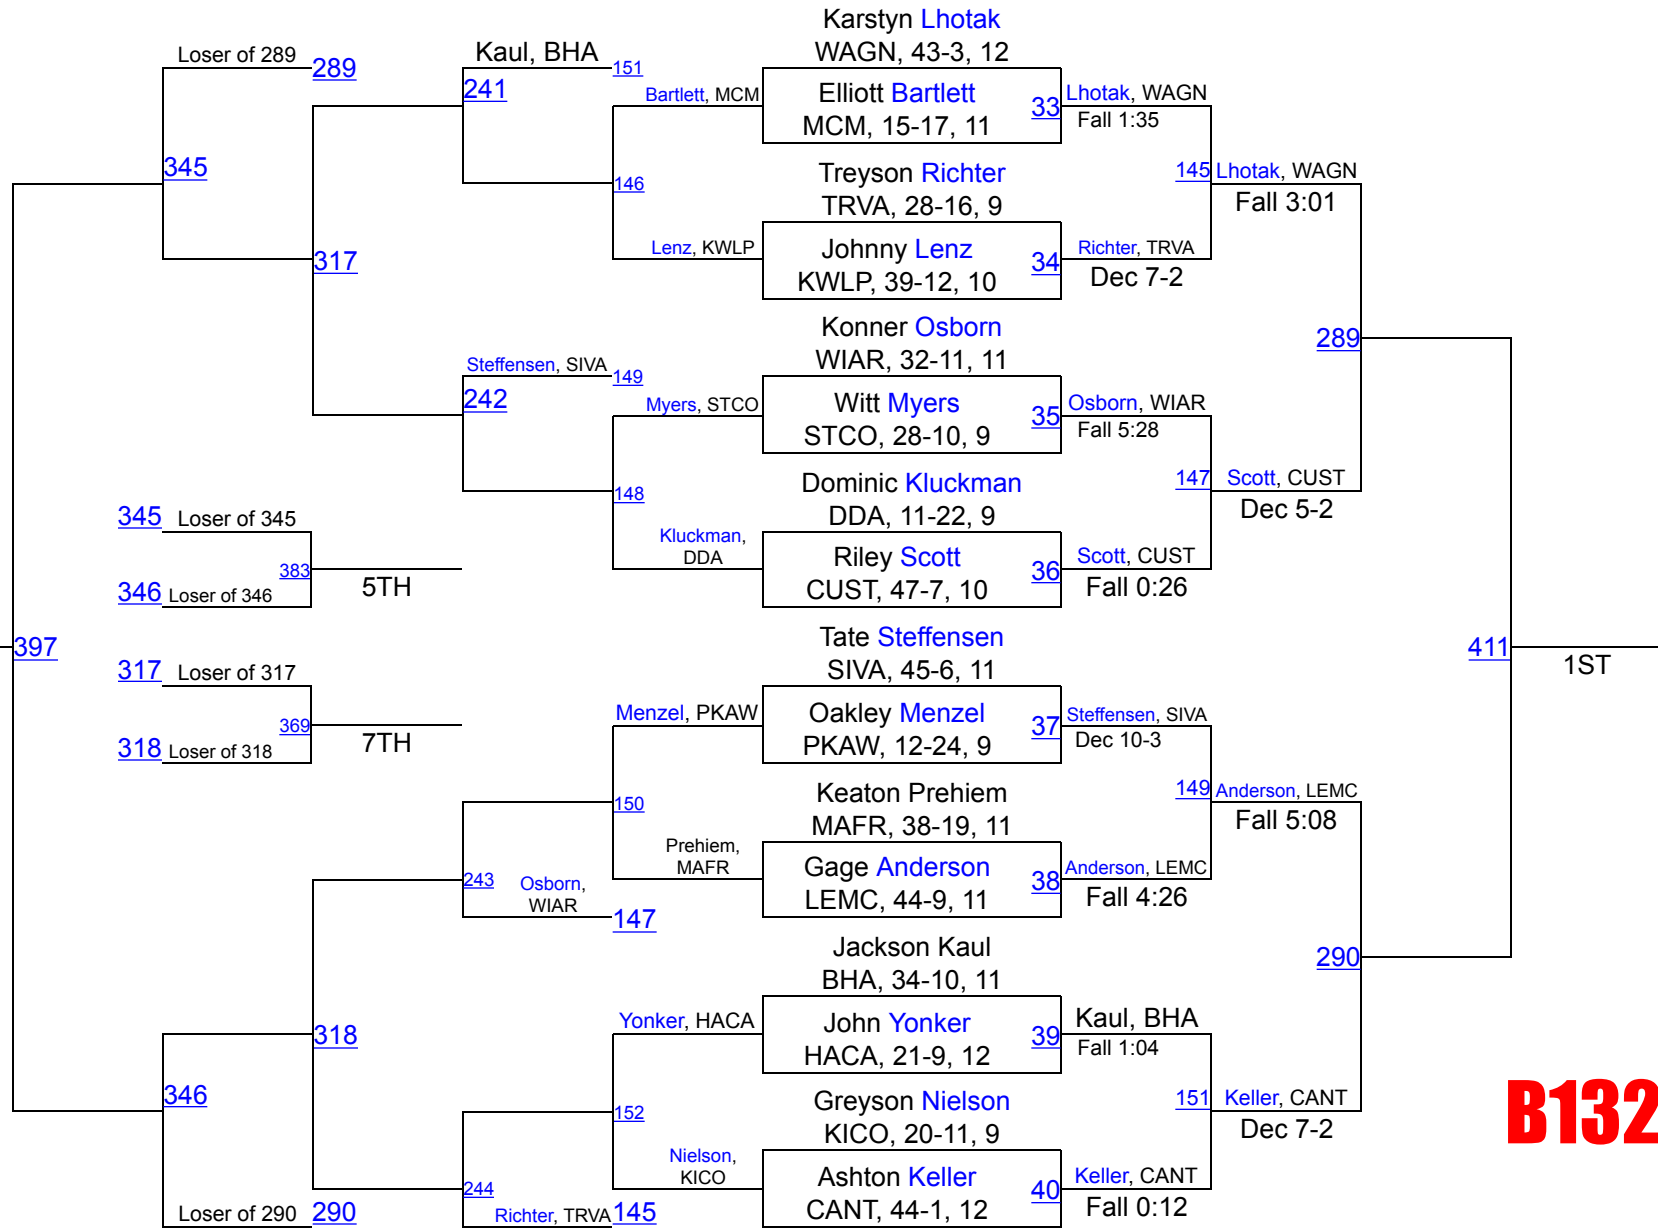 Karstyn Lhotak
WAGN, 43-3, 12
Loser of 289 289
Kaul, BHA 151
241
Bartlett, MCM
Elliott Bartlett
MCM, 15-17, 11
33
Lhotak, WAGN
Fall 1:35
345
146
Treyson Richter
TRVA, 28-16, 9
145 Lhotak, WAGN
Fall 3:01
317
Lenz, KWLP
Johnny Lenz
KWLP, 39-12, 10
34
Richter, TRVA
Dec 7-2
Konner Osborn
WIAR, 32-11, 11
289
Steffensen, SIVA 149
242
Myers, STCO
Witt Myers
STCO, 28-10, 9
35
Osborn, WIAR
Fall 5:28
148
Dominic Kluckman
DDA, 11-22, 9
147 Scott, CUST
Dec 5-2
345 Loser of 345
Kluckman,
DDA
Riley Scott
CUST, 47-7, 10
36
Scott, CUST
Fall 0:26
383
5TH
346 Loser of 346
397
Tate Steffensen
SIVA, 45-6, 11
411
1ST
317 Loser of 317
Menzel, PKAW
Oakley Menzel
PKAW, 12-24, 9
37
Steffensen, SIVA
Dec 10-3
369
7TH
318 Loser of 318
150
Keaton Prehiem
MAFR, 38-19, 11
149 Anderson, LEMC
Fall 5:08
Prehiem,
MAFR
Gage Anderson
LEMC, 44-9, 11
38
Anderson, LEMC
Fall 4:26
243
Osborn,
WIAR
147
Jackson Kaul
BHA, 34-10, 11
290
318
Yonker, HACA
John Yonker
HACA, 21-9, 12
39
Kaul, BHA
Fall 1:04
346
152
Greyson Nielson
KICO, 20-11, 9
151 Keller, CANT
Dec 7-2
B132
Nielson,
KICO
Ashton Keller
CANT, 44-1, 12
40
Keller, CANT
Fall 0:12
244
Loser of 290 290
Richter, TRVA 145